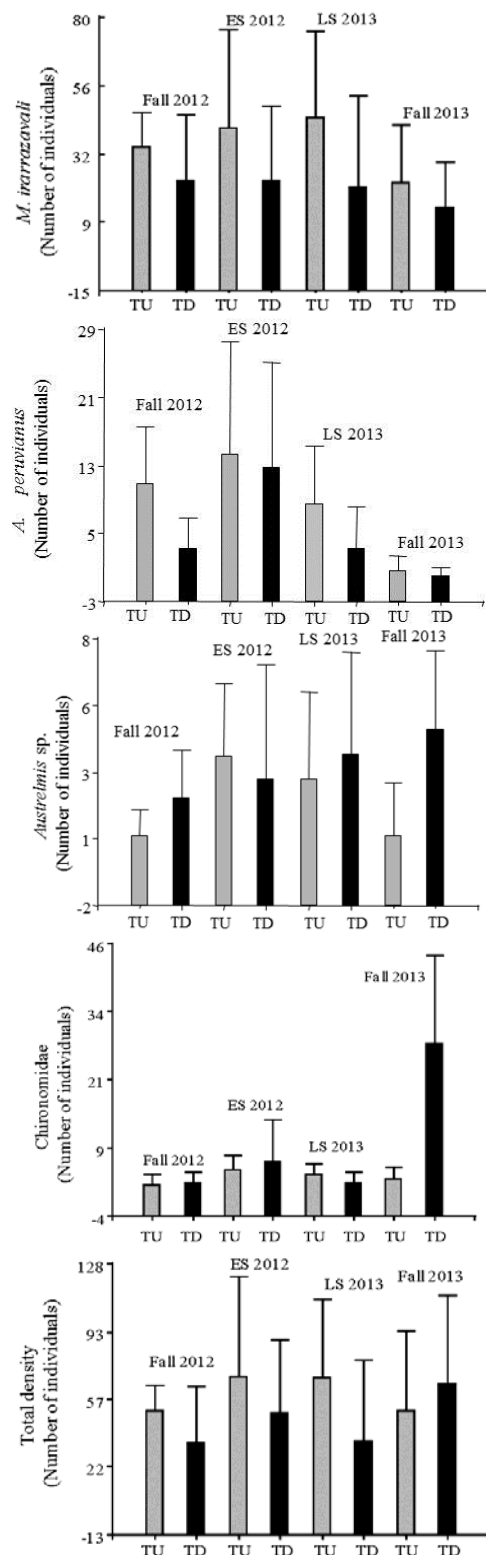 M. irarrazavali
(Number of individuals)
80
56
32
9
-15
Fall 2012
ES 2012
LS 2013
Fall 2013
TU TD TU TD TU TD TU TD
A. peruvianus
(Number of individuals)
29
21
13
5
-3
Fall 2012
ES 2012
LS 2013
Fall 2013
TU TD TU TD TU TD TU TD
Austrelmis sp.
(Number of individuals)
8
6
3
1
-2
Fall 2012
ES 2012
LS 2013
Fall 2013
TU TD TU TD TU TD TU TD
Chironomidae
(Number of individuals)
46
34
21
9
-4
Fall 2012
ES 2012
LS 2013
Fall 2013
TU TD TU TD TU TD TU TD
Total density
(Number of individuals)
128
93
57
22
-13
Fall 2012
ES 2012
LS 2013
Fall 2013
TU TD TU TD TU TD TU TD